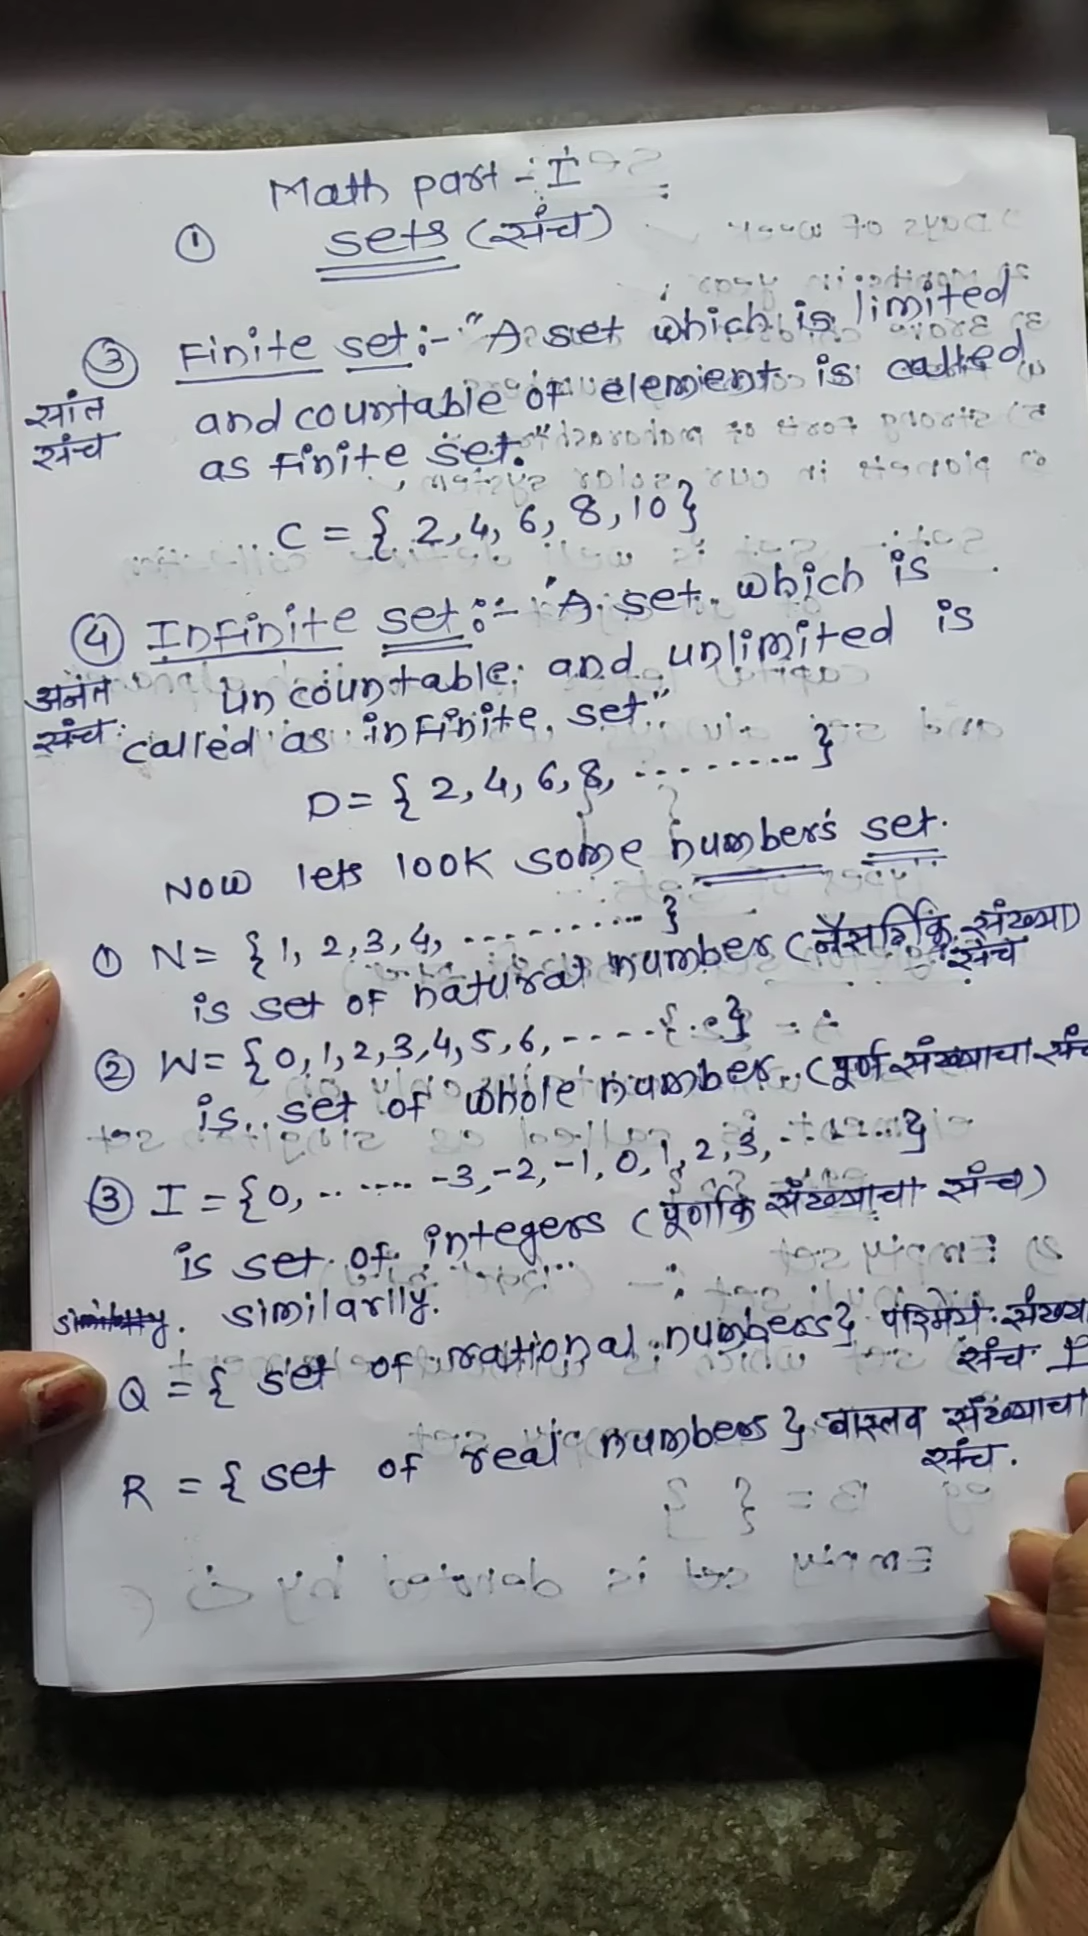 Math part - I
① sets (संच)
③ Finite set :- "A set which is limited
सांत संच
and countable of element is called
as finite set."
C = { 2, 4, 6, 8, 10}
④ Infinite set :- "A set which is
अनंत संच
uncountable and unlimited is
called as infinite set."
D = { 2, 4, 6, 8, ......... }
Now lets look some numbers set.
① N = { 1, 2, 3, 4, .......... }
is set of natural number (नैसर्गिक संख्या संच
② W = {0, 1, 2, 3, 4, 5, 6, ..... }
is set of whole number. (पूर्ण संख्याचा संच
③ I = {0, ...... -3, -2, -1, 0, 1, 2, 3, ....... }
is set of integers (पूर्णांक संख्याचा संच)
similarlly.
Q = { set of rational numbers } परिमेय संख्या संच
R = { set of real numbers } वास्तव संख्याचा
संच.